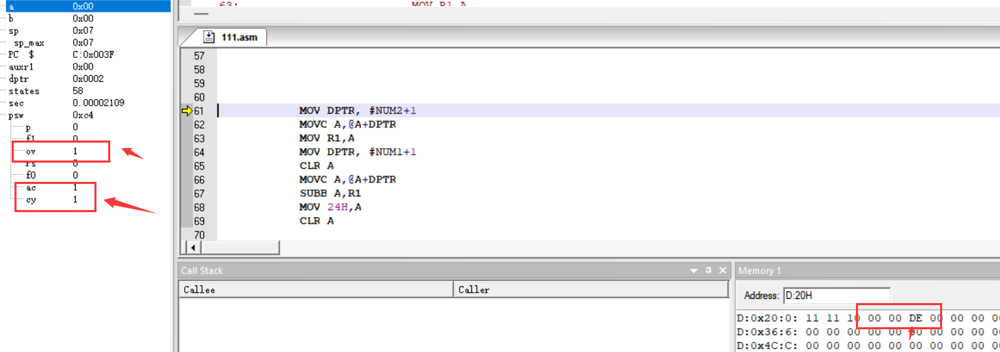 a 0x00
b 0x00
sp 0x07
sp_max 0x07
PC $ C:0x003F
auxr1 0x00
dptr 0x0002
states 58
sec 0.00002109
psw 0xc4
p 0
f1 0
ov 1
rs 0
f0 0
ac 1
cy 1
63: MOV R1,A
111.asm
57
58
59
60
61 MOV DPTR, #NUM2+1
62 MOVC A,@A+DPTR
63 MOV R1,A
64 MOV DPTR, #NUM1+1
65 CLR A
66 MOVC A,@A+DPTR
67 SUBB A,R1
68 MOV 24H,A
69 CLR A
70
Call Stack
Callee Caller
Memory 1
Address: D:20H
D:0x20:0: 11 11 10 00 00 DE 00 00 00 0
D:0x36:6: 00 00 00 00 00 00 00 00 00 0
D:0x4C:C: 00 00 00 00 00 00 00 00 00 0